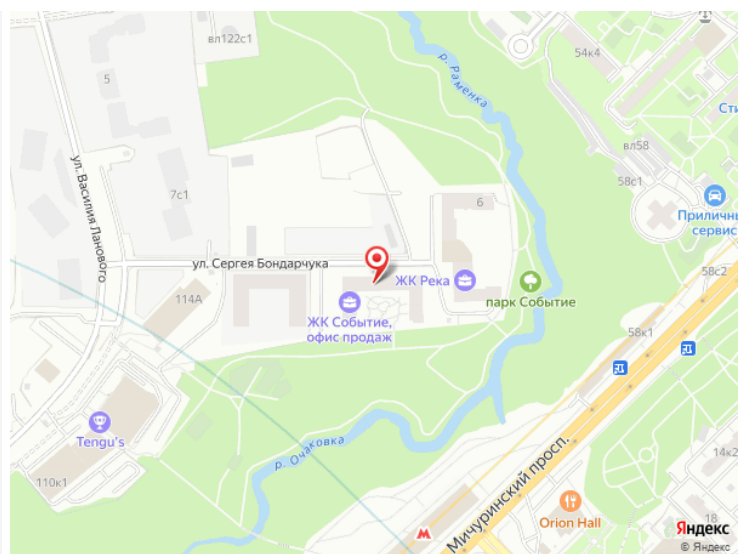 вл122с1
54к4
5
р. Раменка
Сти
вл58
58с1
ул. Василия Ланового
7с1
6
Приличны
сервис
ул. Сергея Бондарчука
58с2
114А
ЖК Река
парк Событие
ЖК Событие,
офис продаж
58к1
Tengu's
р. Очаковка
Мичуринский просп.
14к2
110к1
Orion Hall
18
Яндекс
© Яндекс